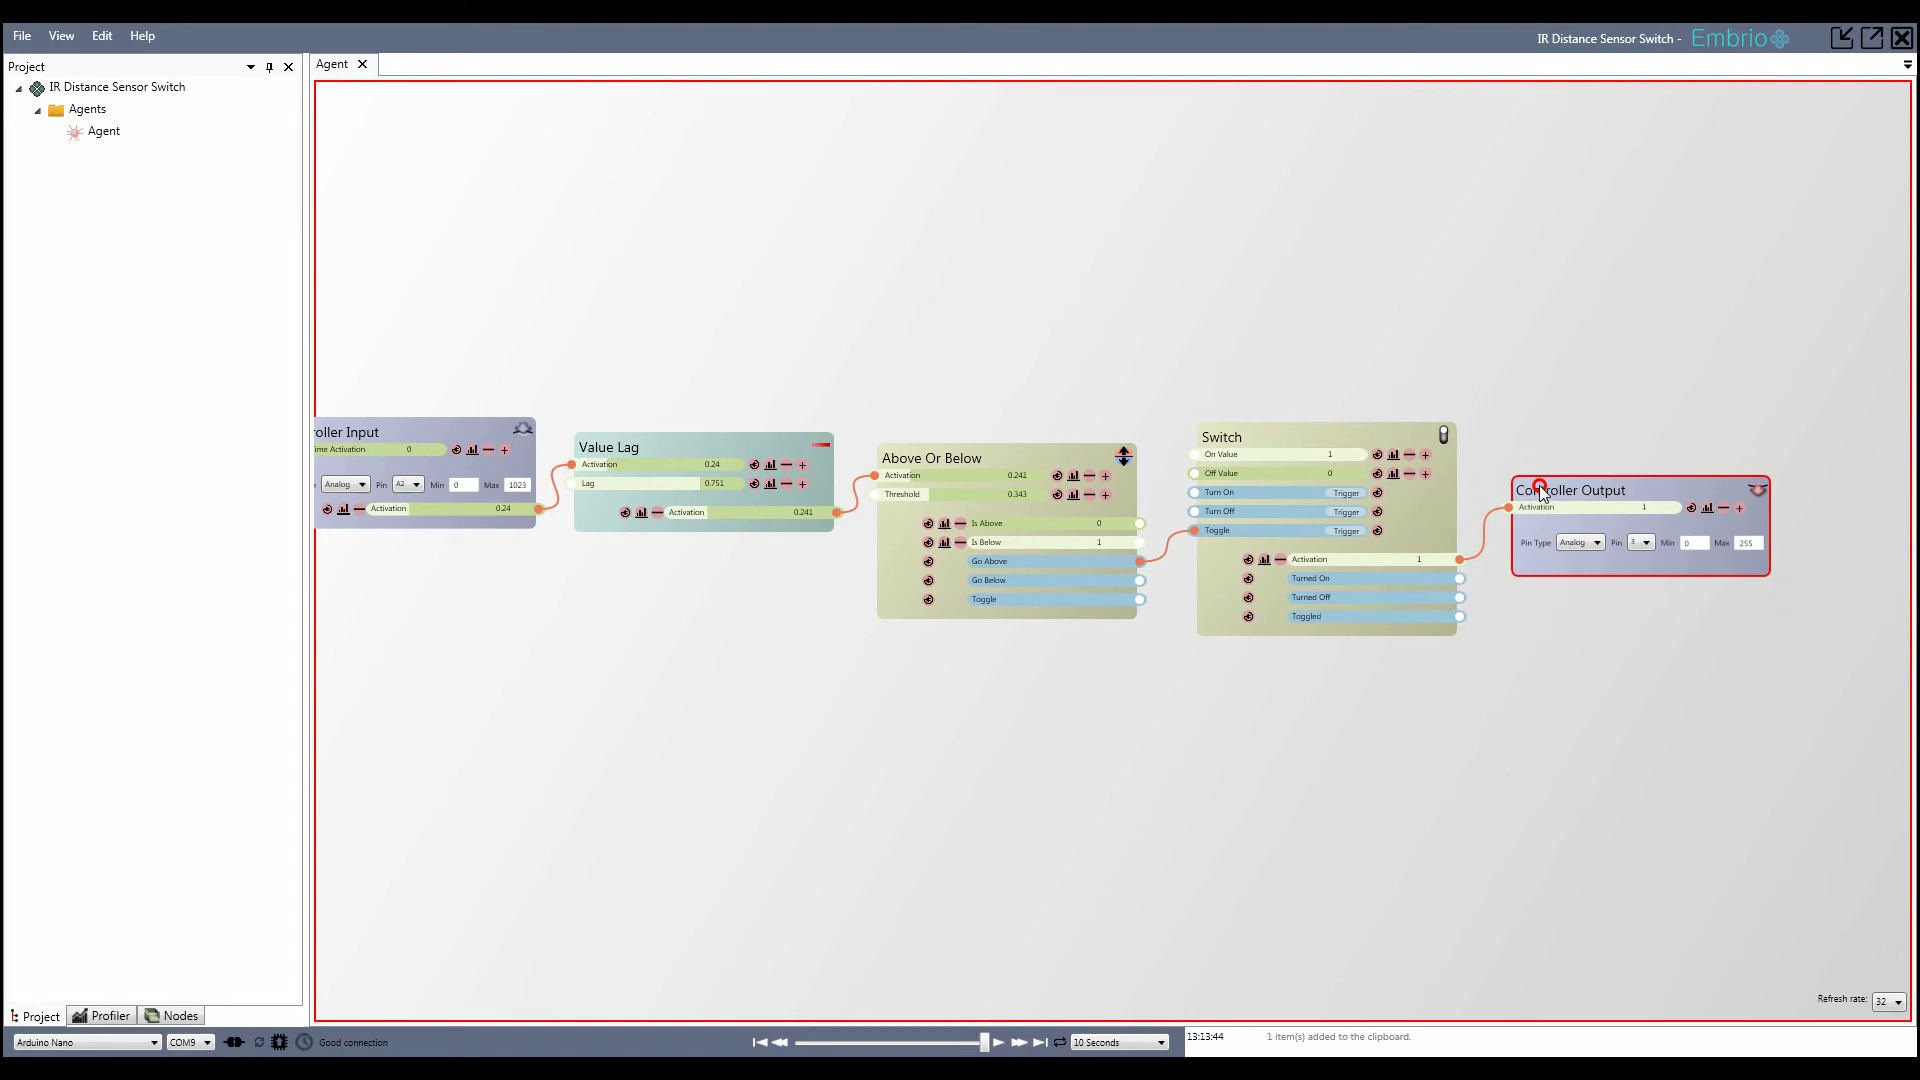 File View Edit Help
IR Distance Sensor Switch - Embrio
Project
Agent
IR Distance Sensor Switch
Agents
Agent
roller Input
ime Activation 0
Analog Pin A2 Min 0 Max 1023
Activation 0.24
Value Lag
Activation 0.24
Lag 0.751
Activation 0.241
Above Or Below
Activation 0.241
Threshold 0.343
Is Above 0
Is Below 1
Go Above
Go Below
Toggle
Switch
On Value 1
Off Value 0
Turn On Trigger
Turn Off Trigger
Toggle Trigger
Activation 1
Turned On
Turned Off
Toggled
Controller Output
Activation 1
Pin Type Analog Pin 3 Min 0 Max 255
Refresh rate: 32
Project Profiler Nodes
Arduino Nano COM9 Good connection
10 Seconds
13:13:44 1 item(s) added to the clipboard.